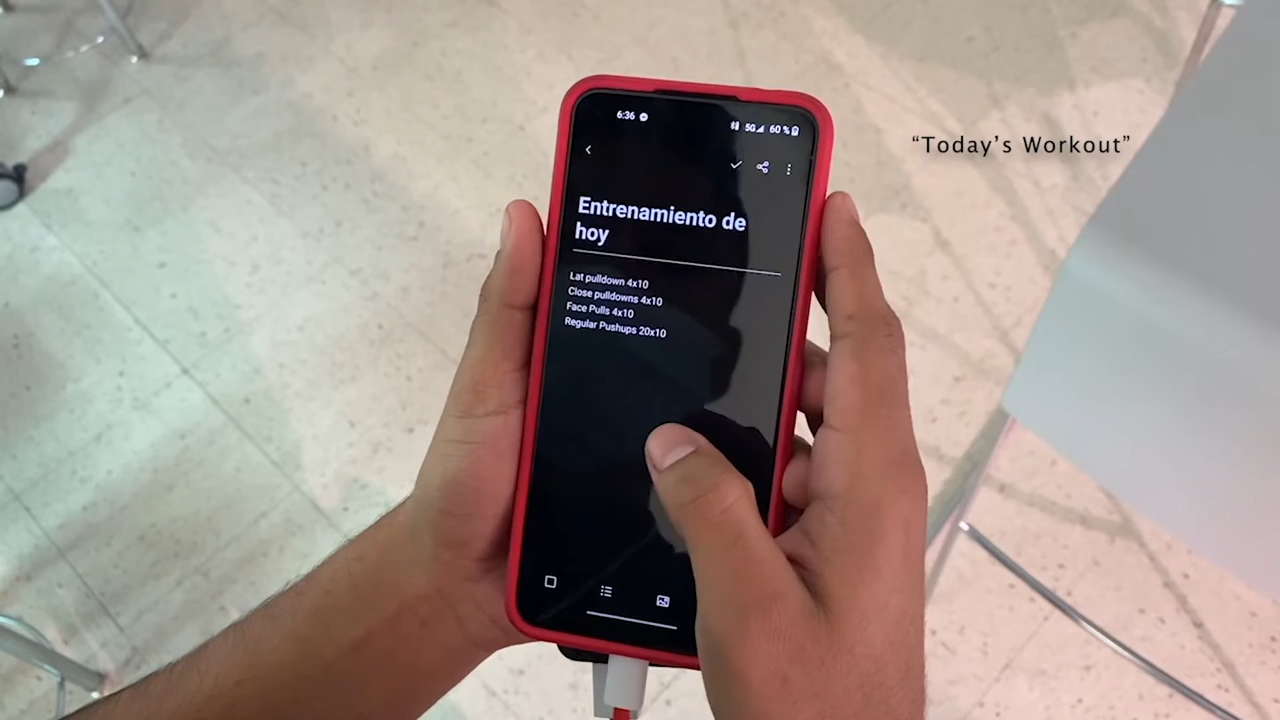 6:36
5G 60%
Entrenamiento de
hoy
Lat pulldown 4x10
Close pulldowns 4x10
Face Pulls 4x10
Regular Pushups 20x10
“Today’s Workout”